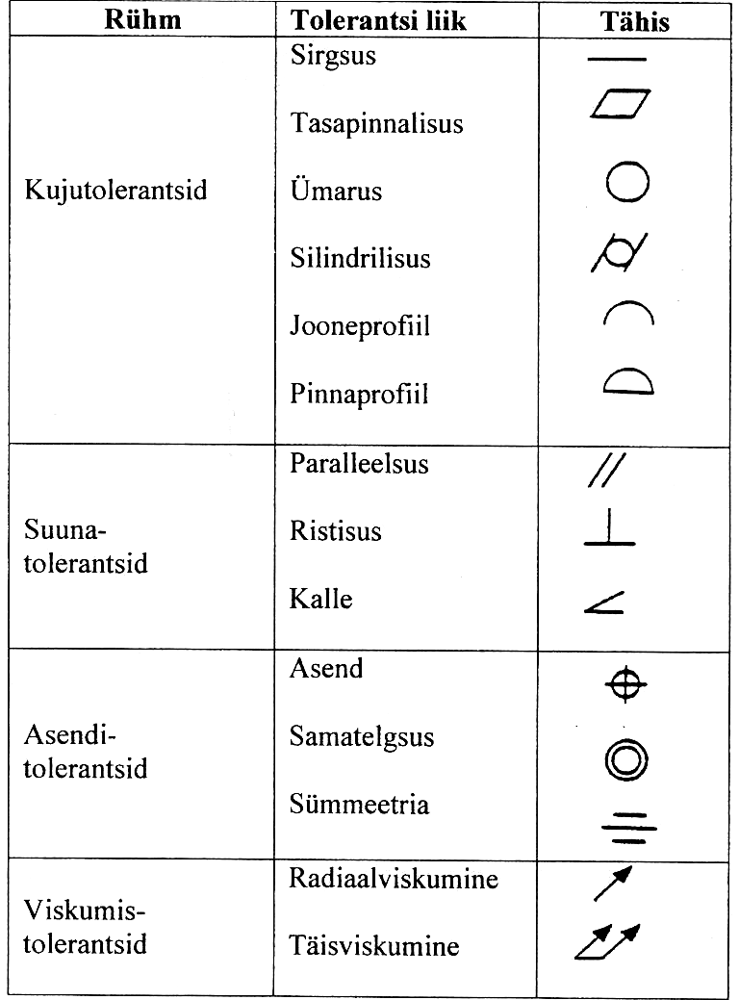 Rühm Tolerantsi liik Tähis
Kujutolerantsid
Sirgsus
Tasapinnalisus
Ümarus
Silindrilisus
Jooneprofiil
Pinnaprofiil
Suuna-
tolerantsid
Paralleelsus
Ristisus
Kalle
Asendi-
tolerantsid
Asend
Samatelgsus
Sümmeetria
Viskumis-
tolerantsid
Radiaalviskumine
Täisviskumine